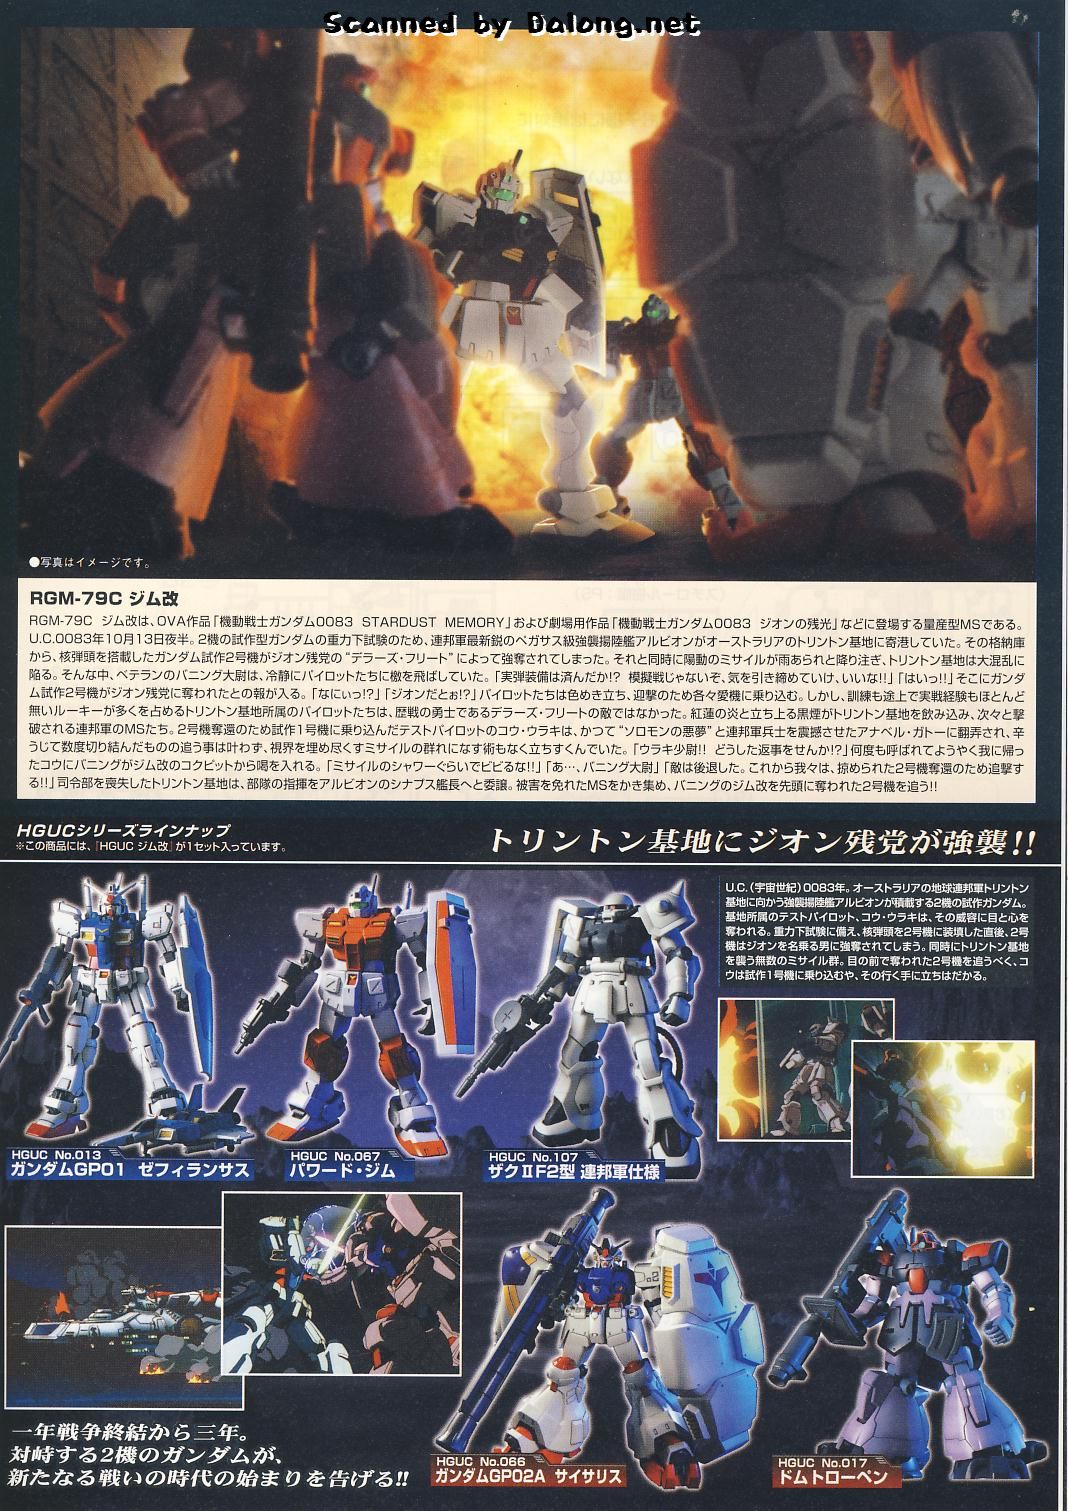 Scanned by Dalong.net
●写真はイメージです。
RGM-79C ジム改
RGM-79C ジム改は、OVA作品「機動戦士ガンダム0083 STARDUST MEMORY」および劇場用作品「機動戦士ガンダム0083 ジオンの残光」などに登場する量産型MSである。
U.C.0083年10月13日夜半。2機の試作型ガンダムの重力下試験のため、連邦軍最新鋭のペガサス級強襲揚陸艦アルビオンがオーストラリアのトリントン基地に寄港していた。その格納庫
から、核弾頭を搭載したガンダム試作2号機がジオン残党の“デラーズ・フリート”によって強奪されてしまった。それと同時に陽動のミサイルが雨あられと降り注ぎ、トリントン基地は大混乱に
陥る。そんな中、ベテランのバニング大尉は、冷静にパイロットたちに檄を飛ばしていた。「実弾装備は済んだか!? 模擬戦じゃないぞ、気を引き締めていけ、いいな!!」「はいっ!!」そこにガンダ
ム試作2号機がジオン残党に奪われたとの報が入る。「なにぃっ!?」「ジオンだとぉ!?」パイロットたちは色めき立ち、迎撃のため各々愛機に乗り込む。しかし、訓練も途上で実戦経験もほとんど
無いルーキーが多くを占めるトリントン基地所属のパイロットたちは、歴戦の勇士であるデラーズ・フリートの敵ではなかった。紅蓮の炎と立ち上る黒煙がトリントン基地を飲み込み、次々と撃
破される連邦軍のMSたち。2号機奪還のため試作1号機に乗り込んだテストパイロットのコウ・ウラキは、かつて“ソロモンの悪夢”と連邦軍兵士を震撼させたアナベル・ガトーに翻弄され、辛
うじて数度切り結んだものの追う事は叶わず、視界を埋め尽くすミサイルの群れになす術もなく立ちすくんでいた。「ウラキ少尉!! どうした返事をせんか!?」何度も呼ばれてようやく我に帰っ
たコウにバニングがジム改のコクピットから喝を入れる。「ミサイルのシャワーぐらいでビビるな!!」「あ…、バニング大尉」「敵は後退した。これから我々は、掠められた2号機奪還のため追撃す
る!!」司令部を喪失したトリントン基地は、部隊の指揮をアルビオンのシナプス艦長へと委譲。被害を免れたMSをかき集め、バニングのジム改を先頭に奪われた2号機を追う!!
HGUCシリーズラインナップ
※この商品には、『HGUC ジム改』が1セット入っています。
トリントン基地にジオン残党が強襲!!
U.C.(宇宙世紀)0083年。オーストラリアの地球連邦軍トリントン
基地に向かう強襲揚陸艦アルビオンが積載する2機の試作ガンダム。
基地所属のテストパイロット、コウ・ウラキは、その威容に目と心を
奪われる。重力下試験に備え、核弾頭を2号機に装填した直後、2号
機はジオンを名乗る男に強奪されてしまう。同時にトリントン基地
を襲う無数のミサイル群。目の前で奪われた2号機を追うべく、コ
ウは試作1号機に乗り込むや、その行く手に立ちはだかる。
HGUC No.013
ガンダムGP01 ゼフィランサス
HGUC No.067
パワード・ジム
HGUC No.107
ザクⅡF2型 連邦軍仕様
一年戦争終結から三年。
対峙する2機のガンダムが、
新たなる戦いの時代の始まりを告げる!!
HGUC No.066
ガンダムGP02A サイサリス
HGUC No.017
ドムトローペン